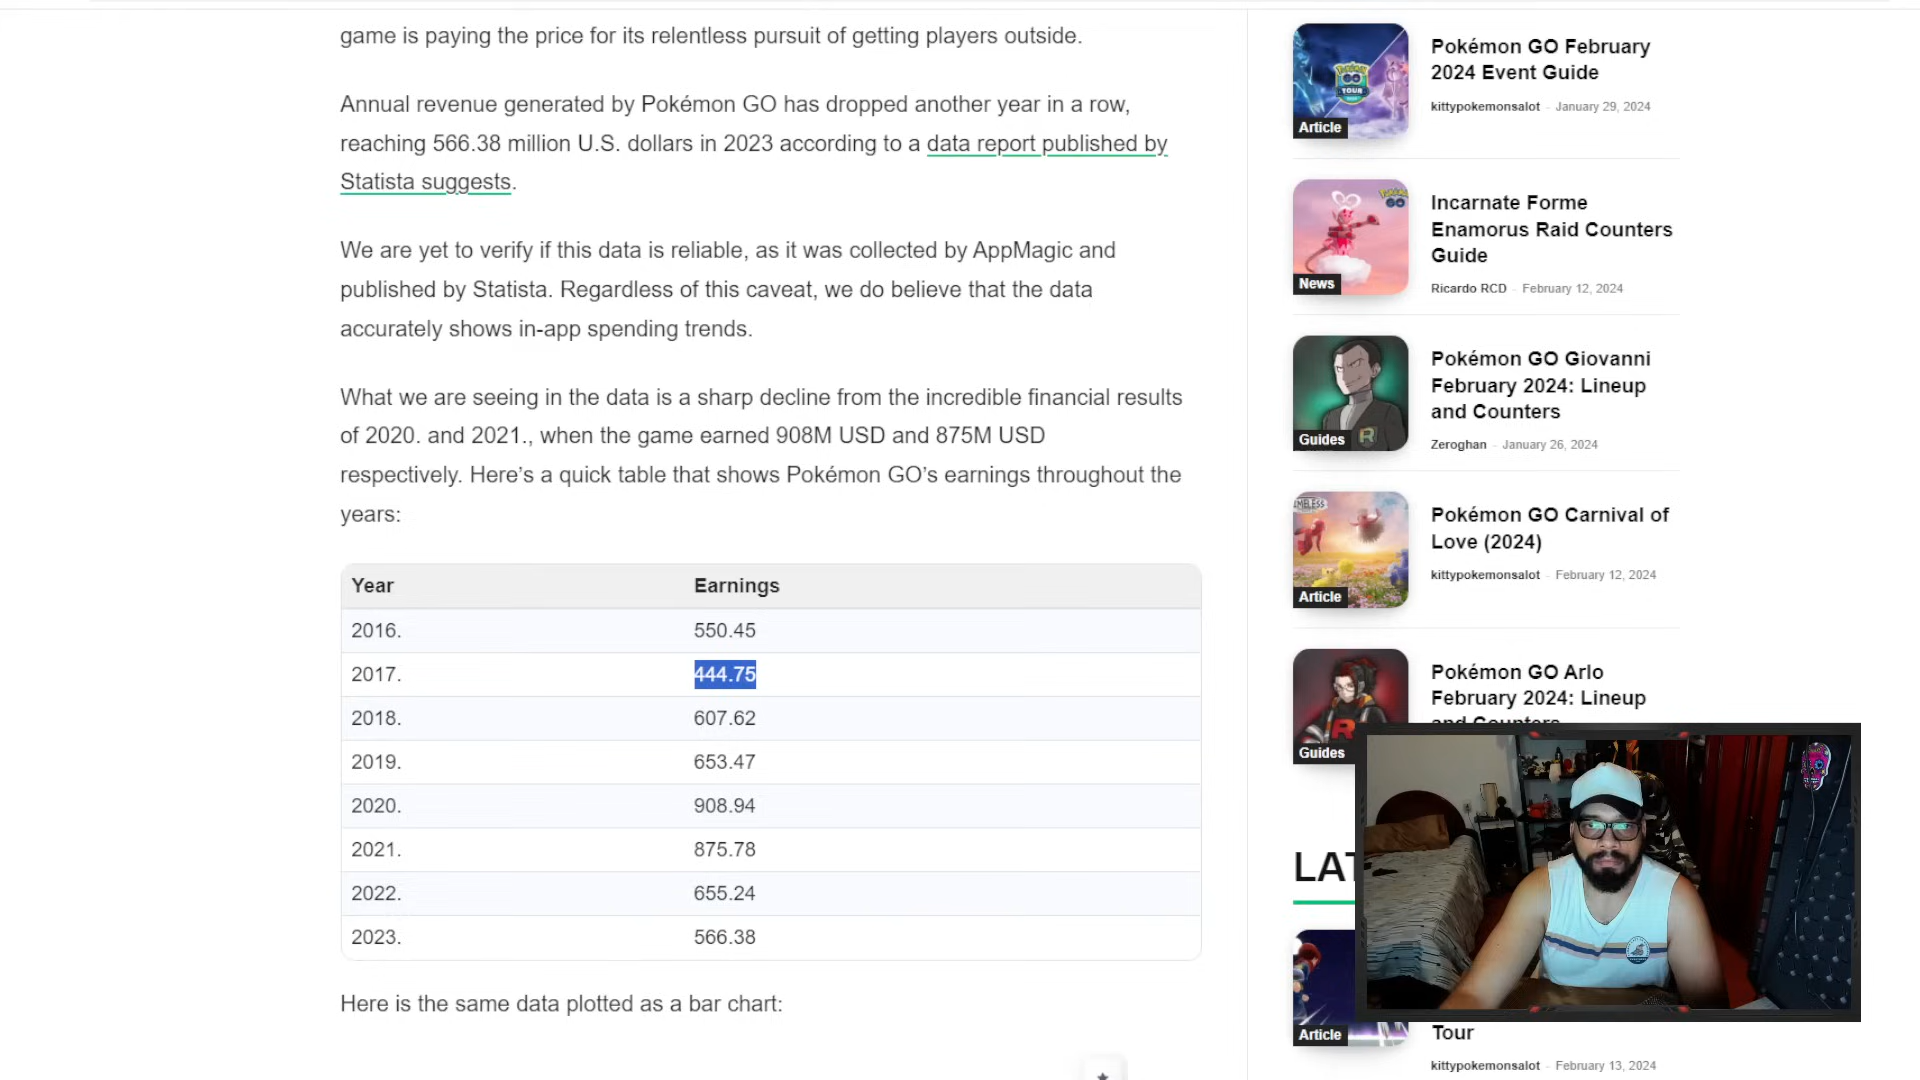 game is paying the price for its relentless pursuit of getting players outside.
Annual revenue generated by Pokémon GO has dropped another year in a row,
reaching 566.38 million U.S. dollars in 2023 according to a data report published by
Statista suggests.
We are yet to verify if this data is reliable, as it was collected by AppMagic and
published by Statista. Regardless of this caveat, we do believe that the data
accurately shows in-app spending trends.
What we are seeing in the data is a sharp decline from the incredible financial results
of 2020. and 2021., when the game earned 908M USD and 875M USD
respectively. Here’s a quick table that shows Pokémon GO’s earnings throughout the
years:
Year Earnings
2016. 550.45
2017. 444.75
2018. 607.62
2019. 653.47
2020. 908.94
2021. 875.78
2022. 655.24
2023. 566.38
Here is the same data plotted as a bar chart:
Pokémon GO February
2024 Event Guide
kittypokemonsalot - January 29, 2024
Article
Incarnate Forme
Enamorus Raid Counters
Guide
Ricardo RCD - February 12, 2024
News
Pokémon GO Giovanni
February 2024: Lineup
and Counters
Zeroghan - January 26, 2024
Guides
Pokémon GO Carnival of
Love (2024)
kittypokemonsalot - February 12, 2024
Article
Pokémon GO Arlo
February 2024: Lineup
and Counters
Guides
LAT
Tour
kittypokemonsalot - February 13, 2024
Article